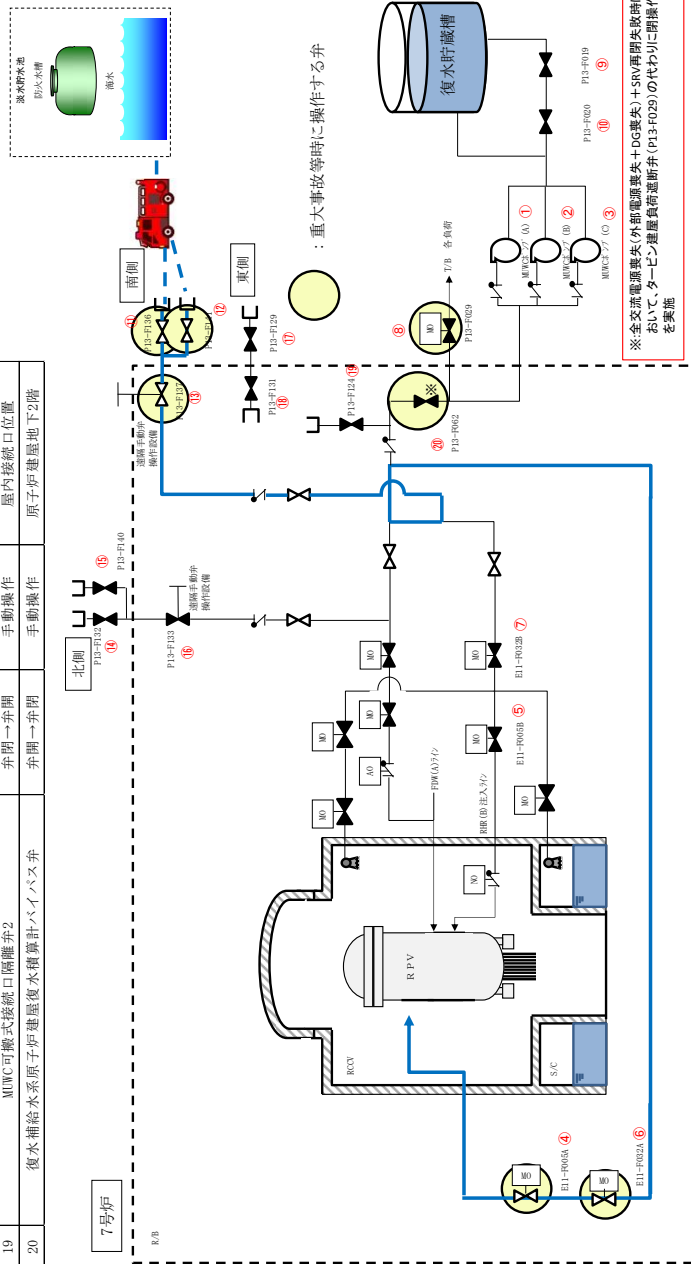 19 MUWC可搬式接続口隔離弁2 弁閉→弁開 手動操作 屋内接続口位置
20 復水補給水系原子炉建屋復水積算計バイパス弁 弁開→弁閉 手動操作 原子炉建屋地下2階
淡水貯水池
防火水槽
海水
南側
⑪
P13-F136
⑫
遠隔手動弁
操作設備
P13-F137
⑬
東側
P13-F129
⑰
P13-F131
⑱
:重大事故等時に操作する弁
復水貯蔵槽
P13-F019
⑨
P13-F020
⑩
MUWCポンプ (A) ①
MUWCポンプ (B) ②
MUWCポンプ (C) ③
⑧
MO
P13-F029
T/B 各負荷
P13-F124
⑲
※
⑳
P13-F062
※:全交流電源喪失(外部電源喪失+DG喪失)+SRV再閉失敗時に
おいて、タービン建屋負荷遮断弁(P13-F029)の代わりに閉操作
を実施
北側
⑮
P13-F140
P13-F132
⑭
P13-F133
⑯
遠隔手動弁
操作設備
7号炉
R/B
MO
MO
MO
MO
AO
FDW(A)ライン
MO
E11-F032B
⑦
MO
E11-F005B
⑤
RHR(B)注入ライン
NO
MO
RPV
RCCV
S/C
MO
E11-F005A
④
MO
E11-F032A
⑥